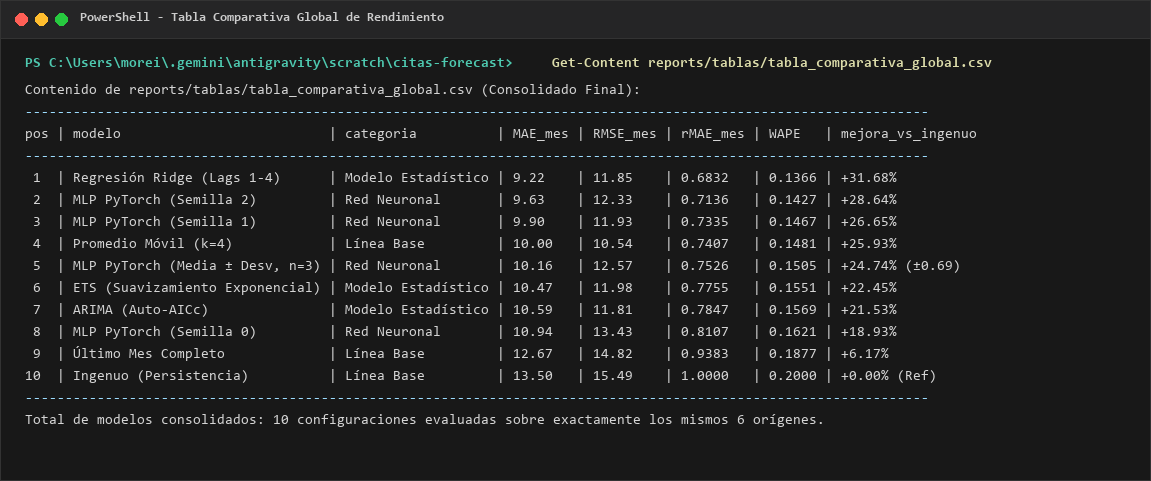 PowerShell - Tabla Comparativa Global de Rendimiento
PS C:\Users\morei\.gemini\antigravity\scratch\citas-forecast> Get-Content reports/tablas/tabla_comparativa_global.csv
Contenido de reports/tablas/tabla_comparativa_global.csv (Consolidado Final):
-----------------------------------------------------------------------------------------------------------------
pos | modelo | categoria | MAE_mes | RMSE_mes | rMAE_mes | WAPE | mejora_vs_ingenuo
-----------------------------------------------------------------------------------------------------------------
1 | Regresión Ridge (Lags 1-4) | Modelo Estadístico | 9.22 | 11.85 | 0.6832 | 0.1366 | +31.68%
2 | MLP PyTorch (Semilla 2) | Red Neuronal | 9.63 | 12.33 | 0.7136 | 0.1427 | +28.64%
3 | MLP PyTorch (Semilla 1) | Red Neuronal | 9.90 | 11.93 | 0.7335 | 0.1467 | +26.65%
4 | Promedio Móvil (k=4) | Línea Base | 10.00 | 10.54 | 0.7407 | 0.1481 | +25.93%
5 | MLP PyTorch (Media ± Desv, n=3) | Red Neuronal | 10.16 | 12.57 | 0.7526 | 0.1505 | +24.74% (±0.69)
6 | ETS (Suavizamiento Exponencial) | Modelo Estadístico | 10.47 | 11.98 | 0.7755 | 0.1551 | +22.45%
7 | ARIMA (Auto-AICc) | Modelo Estadístico | 10.59 | 11.81 | 0.7847 | 0.1569 | +21.53%
8 | MLP PyTorch (Semilla 0) | Red Neuronal | 10.94 | 13.43 | 0.8107 | 0.1621 | +18.93%
9 | Último Mes Completo | Línea Base | 12.67 | 14.82 | 0.9383 | 0.1877 | +6.17%
10 | Ingenuo (Persistencia) | Línea Base | 13.50 | 15.49 | 1.0000 | 0.2000 | +0.00% (Ref)
-----------------------------------------------------------------------------------------------------------------
Total de modelos consolidados: 10 configuraciones evaluadas sobre exactamente los mismos 6 orígenes.